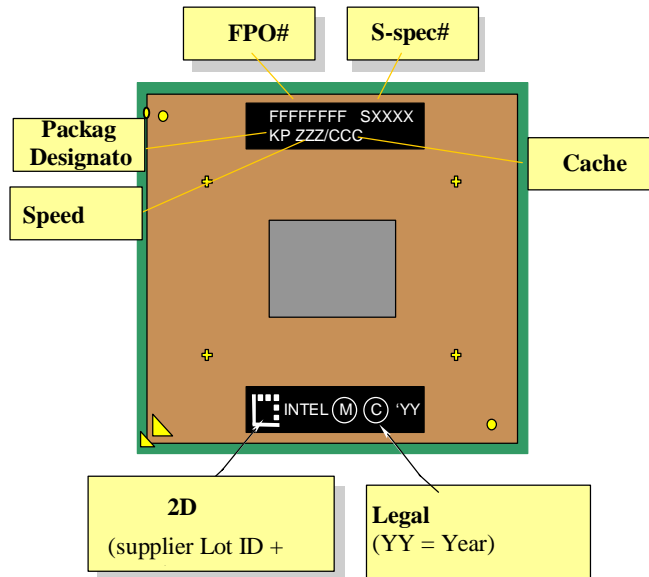 FPO#
S-spec#
FFFFFFFF SXXXX
KP ZZZ/CCC
Packag
Designato
Cache
Speed
INTEL M C 'YY
2D
(supplier Lot ID +
Legal
(YY = Year)